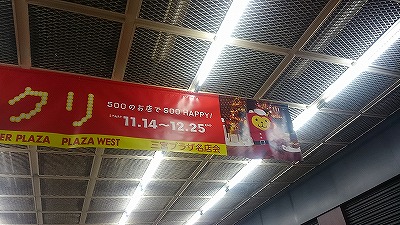 クリ
500のお店で500 HAPPY!
11.14~12.25
ER PLAZA PLAZA WEST
三宮プラザ名店会